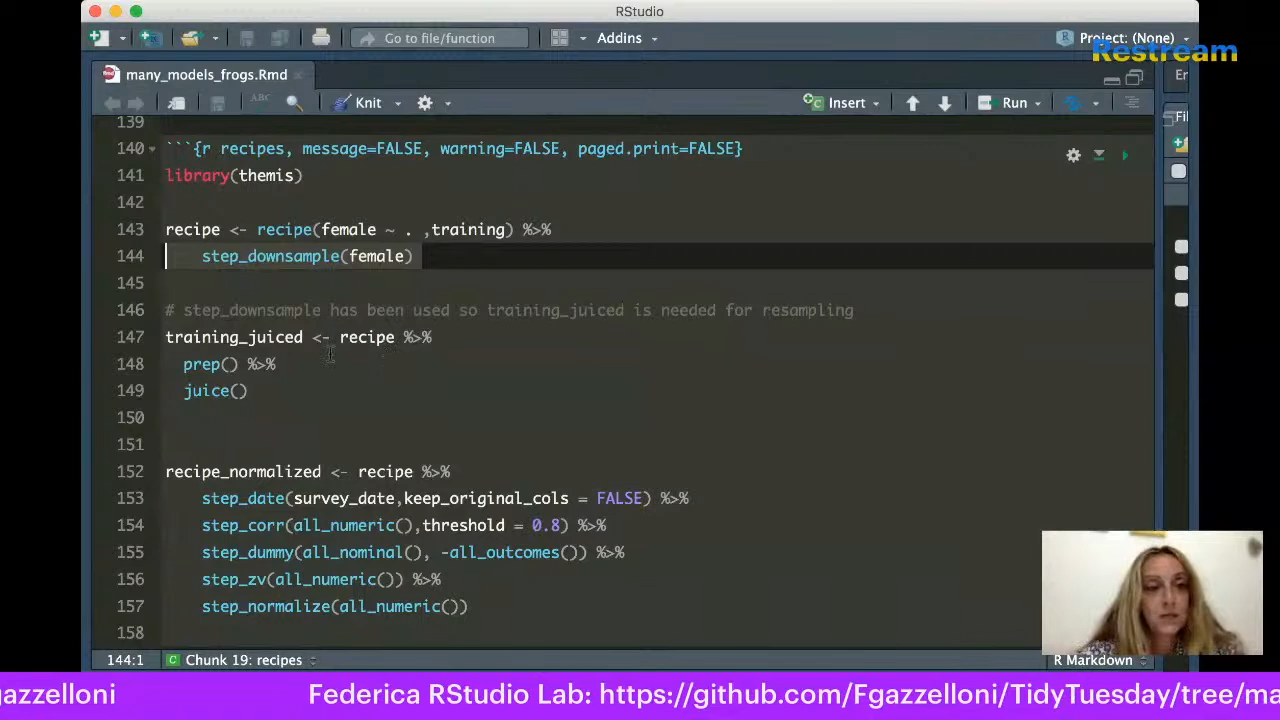 RStudio
Go to file/function
Addins
Project: (None)
Restream
many_models_frogs.Rmd
ABC
Knit
Insert
Run
139
140 ```{r recipes, message=FALSE, warning=FALSE, paged.print=FALSE}
141 library(themis)
142
143 recipe <- recipe(female ~ . ,training) %>%
144 step_downsample(female)
145
146 # step_downsample has been used so training_juiced is needed for resampling
147 training_juiced <- recipe %>%
148 prep() %>%
149 juice()
150
151
152 recipe_normalized <- recipe %>%
153 step_date(survey_date,keep_original_cols = FALSE) %>%
154 step_corr(all_numeric(),threshold = 0.8) %>%
155 step_dummy(all_nominal(), -all_outcomes()) %>%
156 step_zv(all_numeric()) %>%
157 step_normalize(all_numeric())
158
144:1
Chunk 19: recipes
R Markdown
gazzelloni
Federica RStudio Lab: https://github.com/Fgazzelloni/TidyTuesday/tree/ma